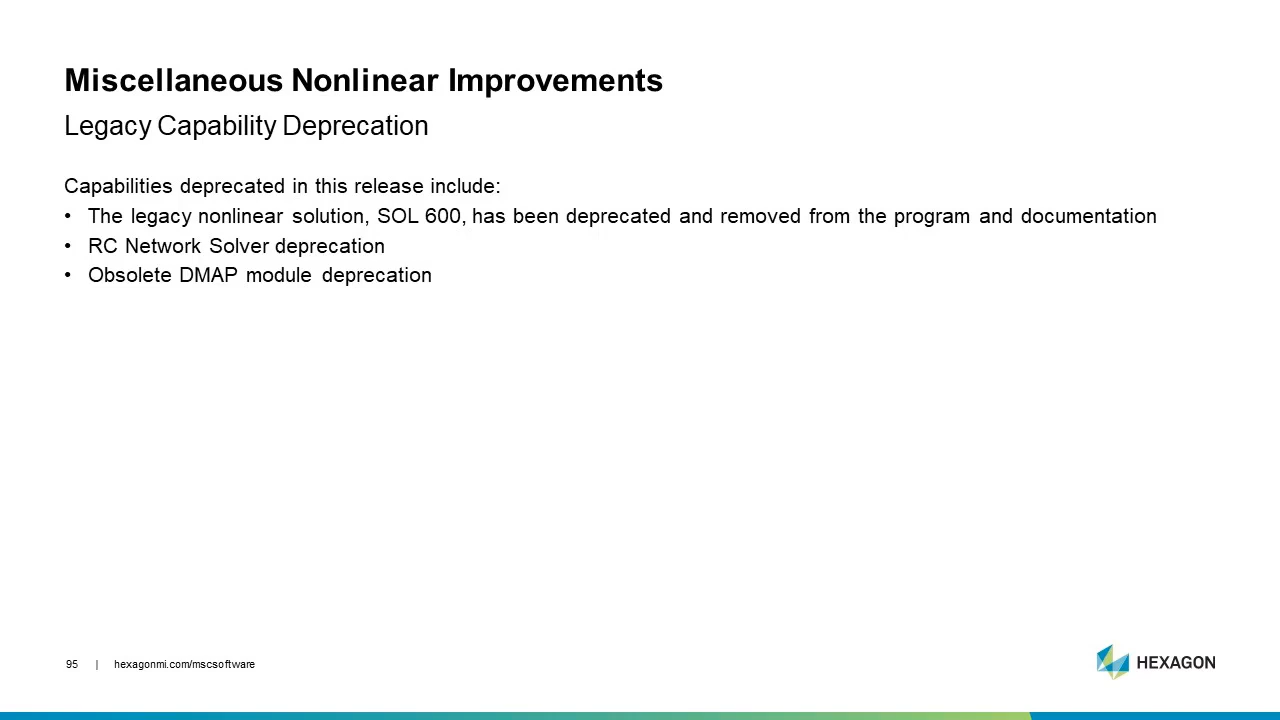 Miscellaneous Nonlinear Improvements
Legacy Capability Deprecation
Capabilities deprecated in this release include:
• The legacy nonlinear solution, SOL 600, has been deprecated and removed from the program and documentation
• RC Network Solver deprecation
• Obsolete DMAP module deprecation
95 | hexagonmi.com/mscsoftware
HEXAGON